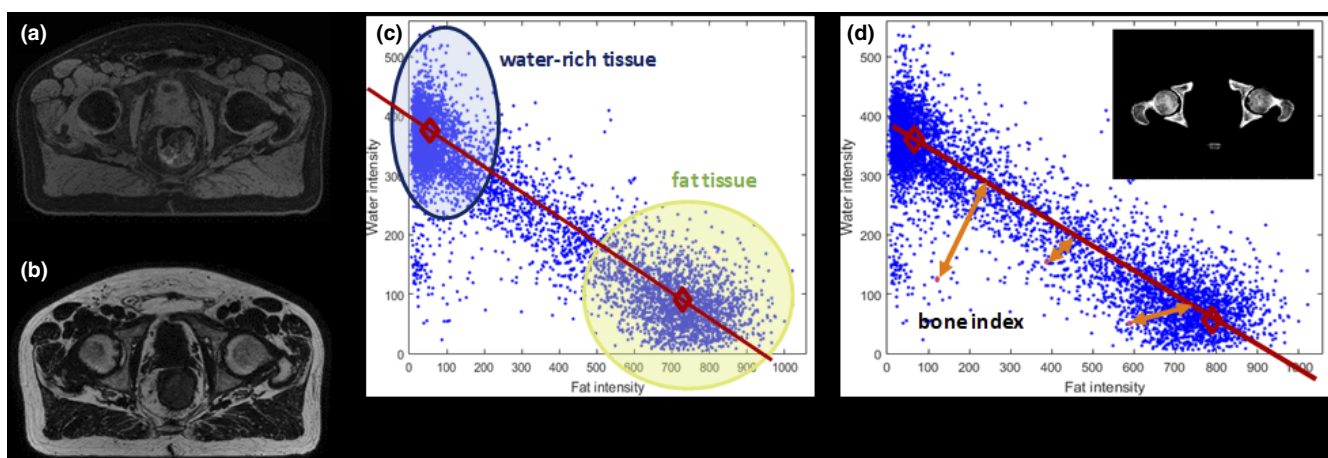 (a)
(b)
(c)
water-rich tissue
fat tissue
Water intensity
500
400
300
200
100
0
0 100 200 300 400 500 600 700 800 900 1000
Fat intensity
(d)
bone index
Water intensity
500
400
300
200
100
0
0 100 200 300 400 500 600 700 800 900 1000
Fat intensity